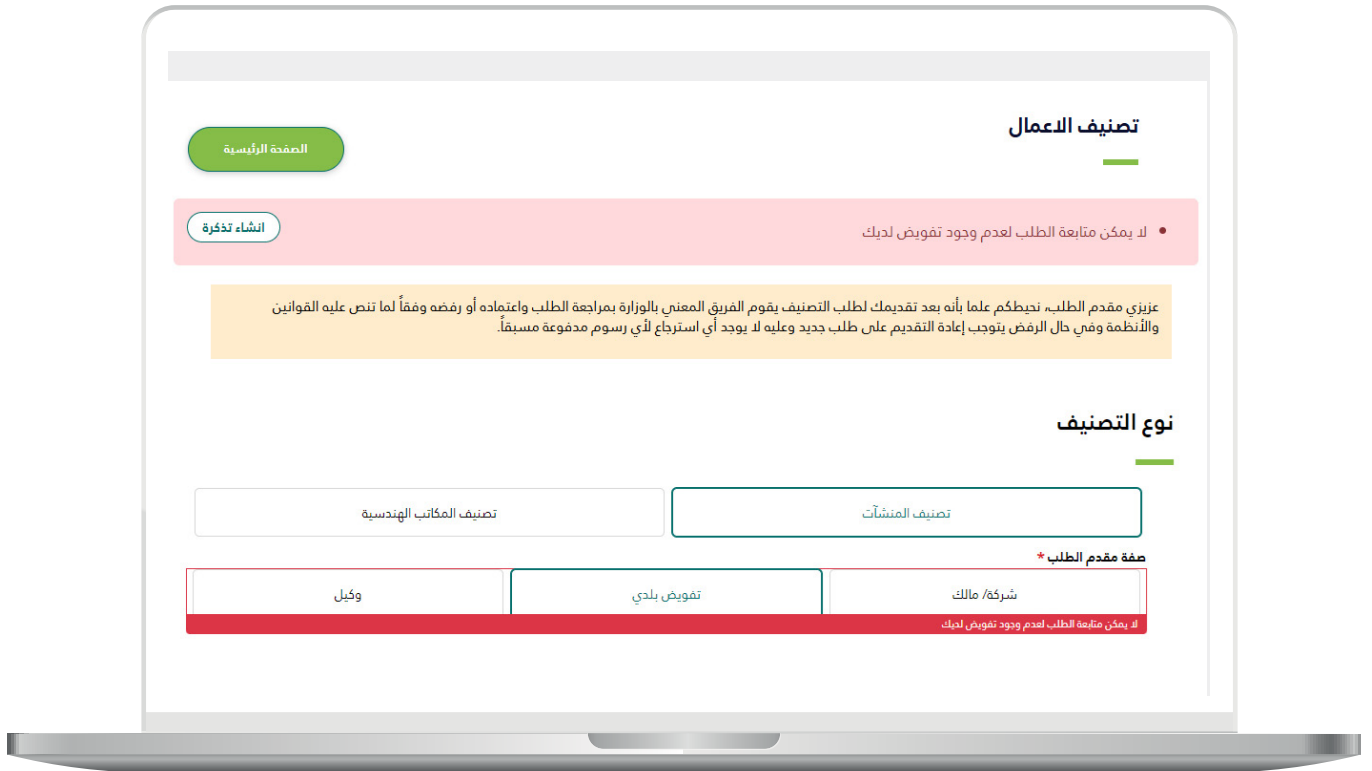 تصنيف الاعمال
الصفحة الرئيسية
لا يمكن متابعة الطلب لعدم وجود تفويض لديك
انشاء تذكرة
عزيزي مقدم الطلب، نحيطكم علما بأنه بعد تقديمك لطلب التصنيف يقوم الفريق المعني بالوزارة بمراجعة الطلب واعتماده أو رفضه وفقاً لما تنص عليه القوانين
والأنظمة وفي حال الرفض يتوجب إعادة التقديم على طلب جديد وعليه لا يوجد أي استرجاع لأي رسوم مدفوعة مسبقاً.
نوع التصنيف
تصنيف المنشآت
تصنيف المكاتب الهندسية
صفة مقدم الطلب *
شركة/ مالك
تفويض بلدي
وكيل
لا يمكن متابعة الطلب لعدم وجود تفويض لديك